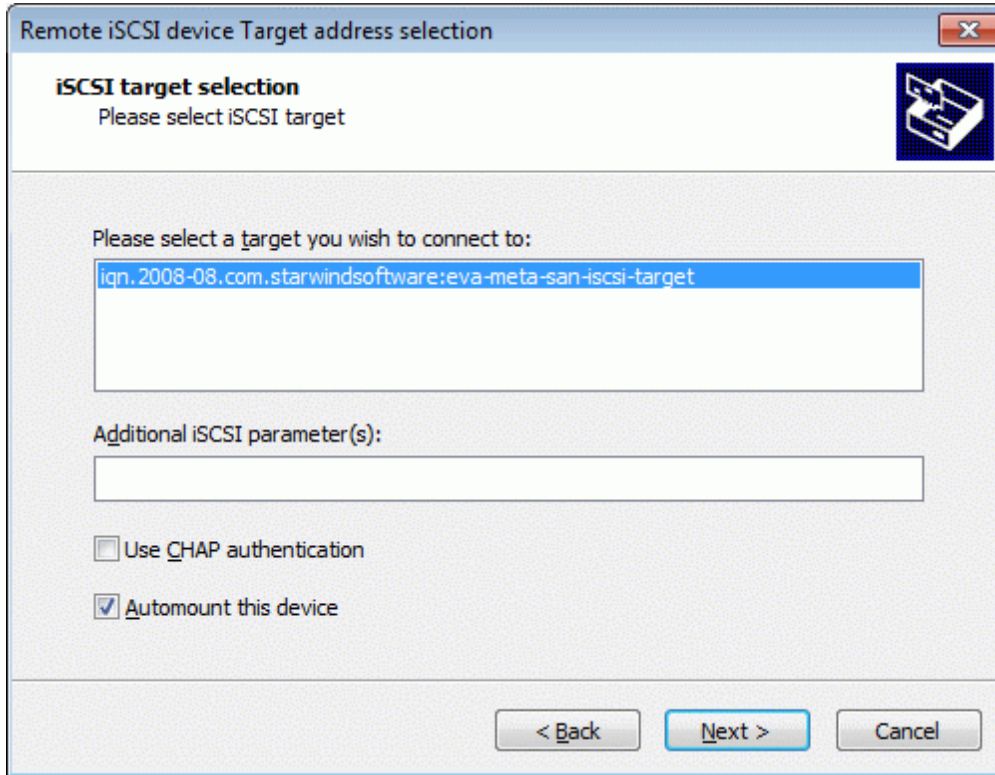 Remote iSCSI device Target address selection
iSCSI target selection
Please select iSCSI target
Please select a target you wish to connect to:
iqn.2008-08.com.starwindsoftware:eva-meta-san-iscsi-target
Additional iSCSI parameter(s):
Use CHAP authentication
Automount this device
< Back Next > Cancel